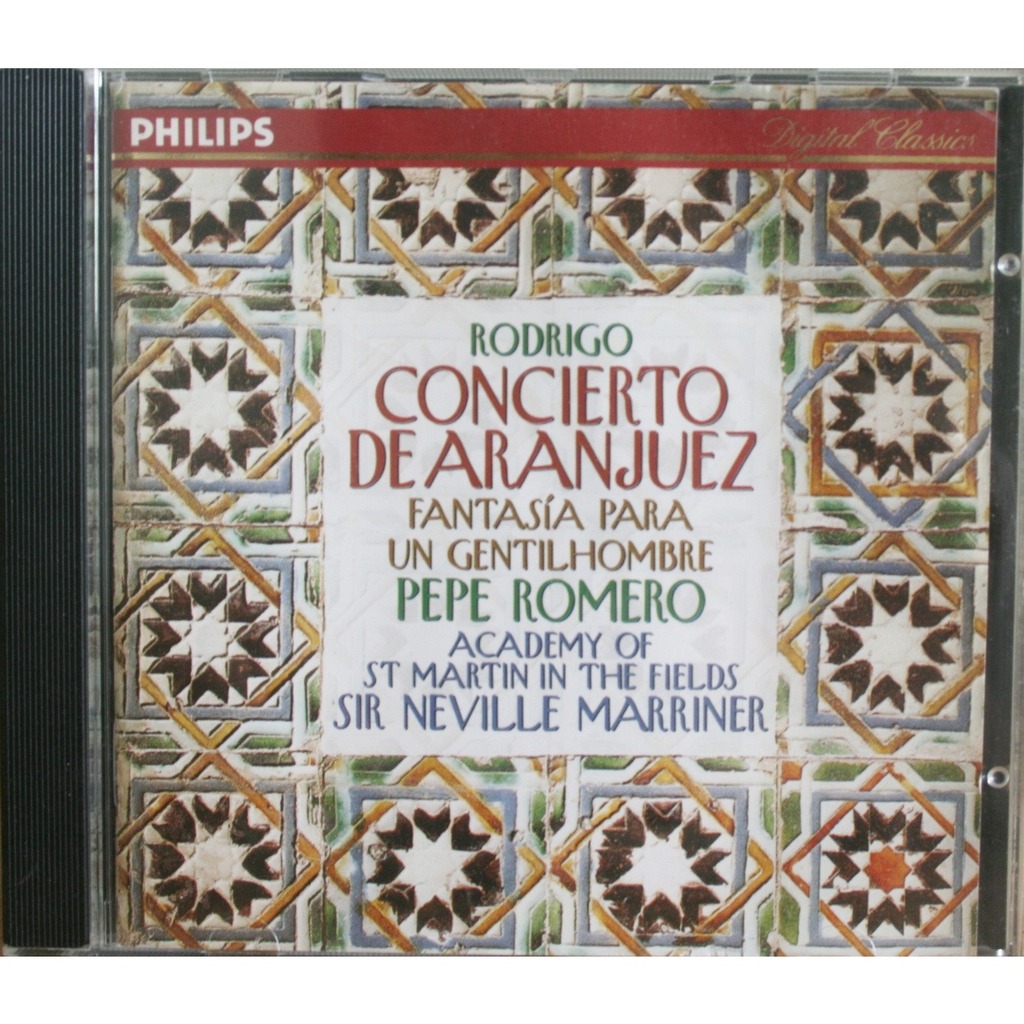 PHILIPS
Digital Classics
RODRIGO
CONCIERTO
DE ARANJUEZ
FANTASÍA PARA
UN GENTILHOMBRE
PEPE ROMERO
ACADEMY OF
ST MARTIN IN THE FIELDS
SIR NEVILLE MARRINER